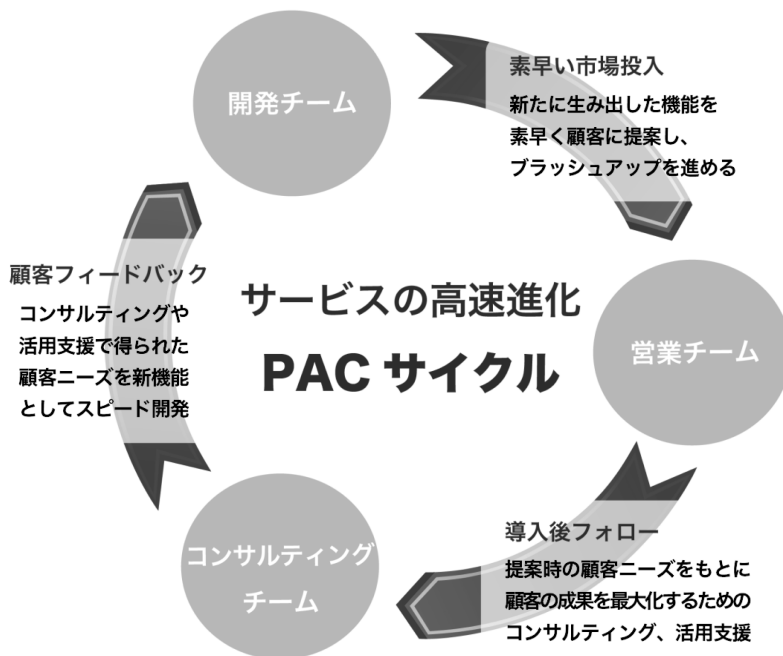 開発チーム
素早い市場投入
新たに生み出した機能を
素早く顧客に提案し、
ブラッシュアップを進める
サービスの高速進化
PAC サイクル
営業チーム
導入後フォロー
提案時の顧客ニーズをもとに
顧客の成果を最大化するための
コンサルティング、活用支援
コンサルティング
チーム
顧客フィードバック
コンサルティングや
活用支援で得られた
顧客ニーズを新機能
としてスピード開発